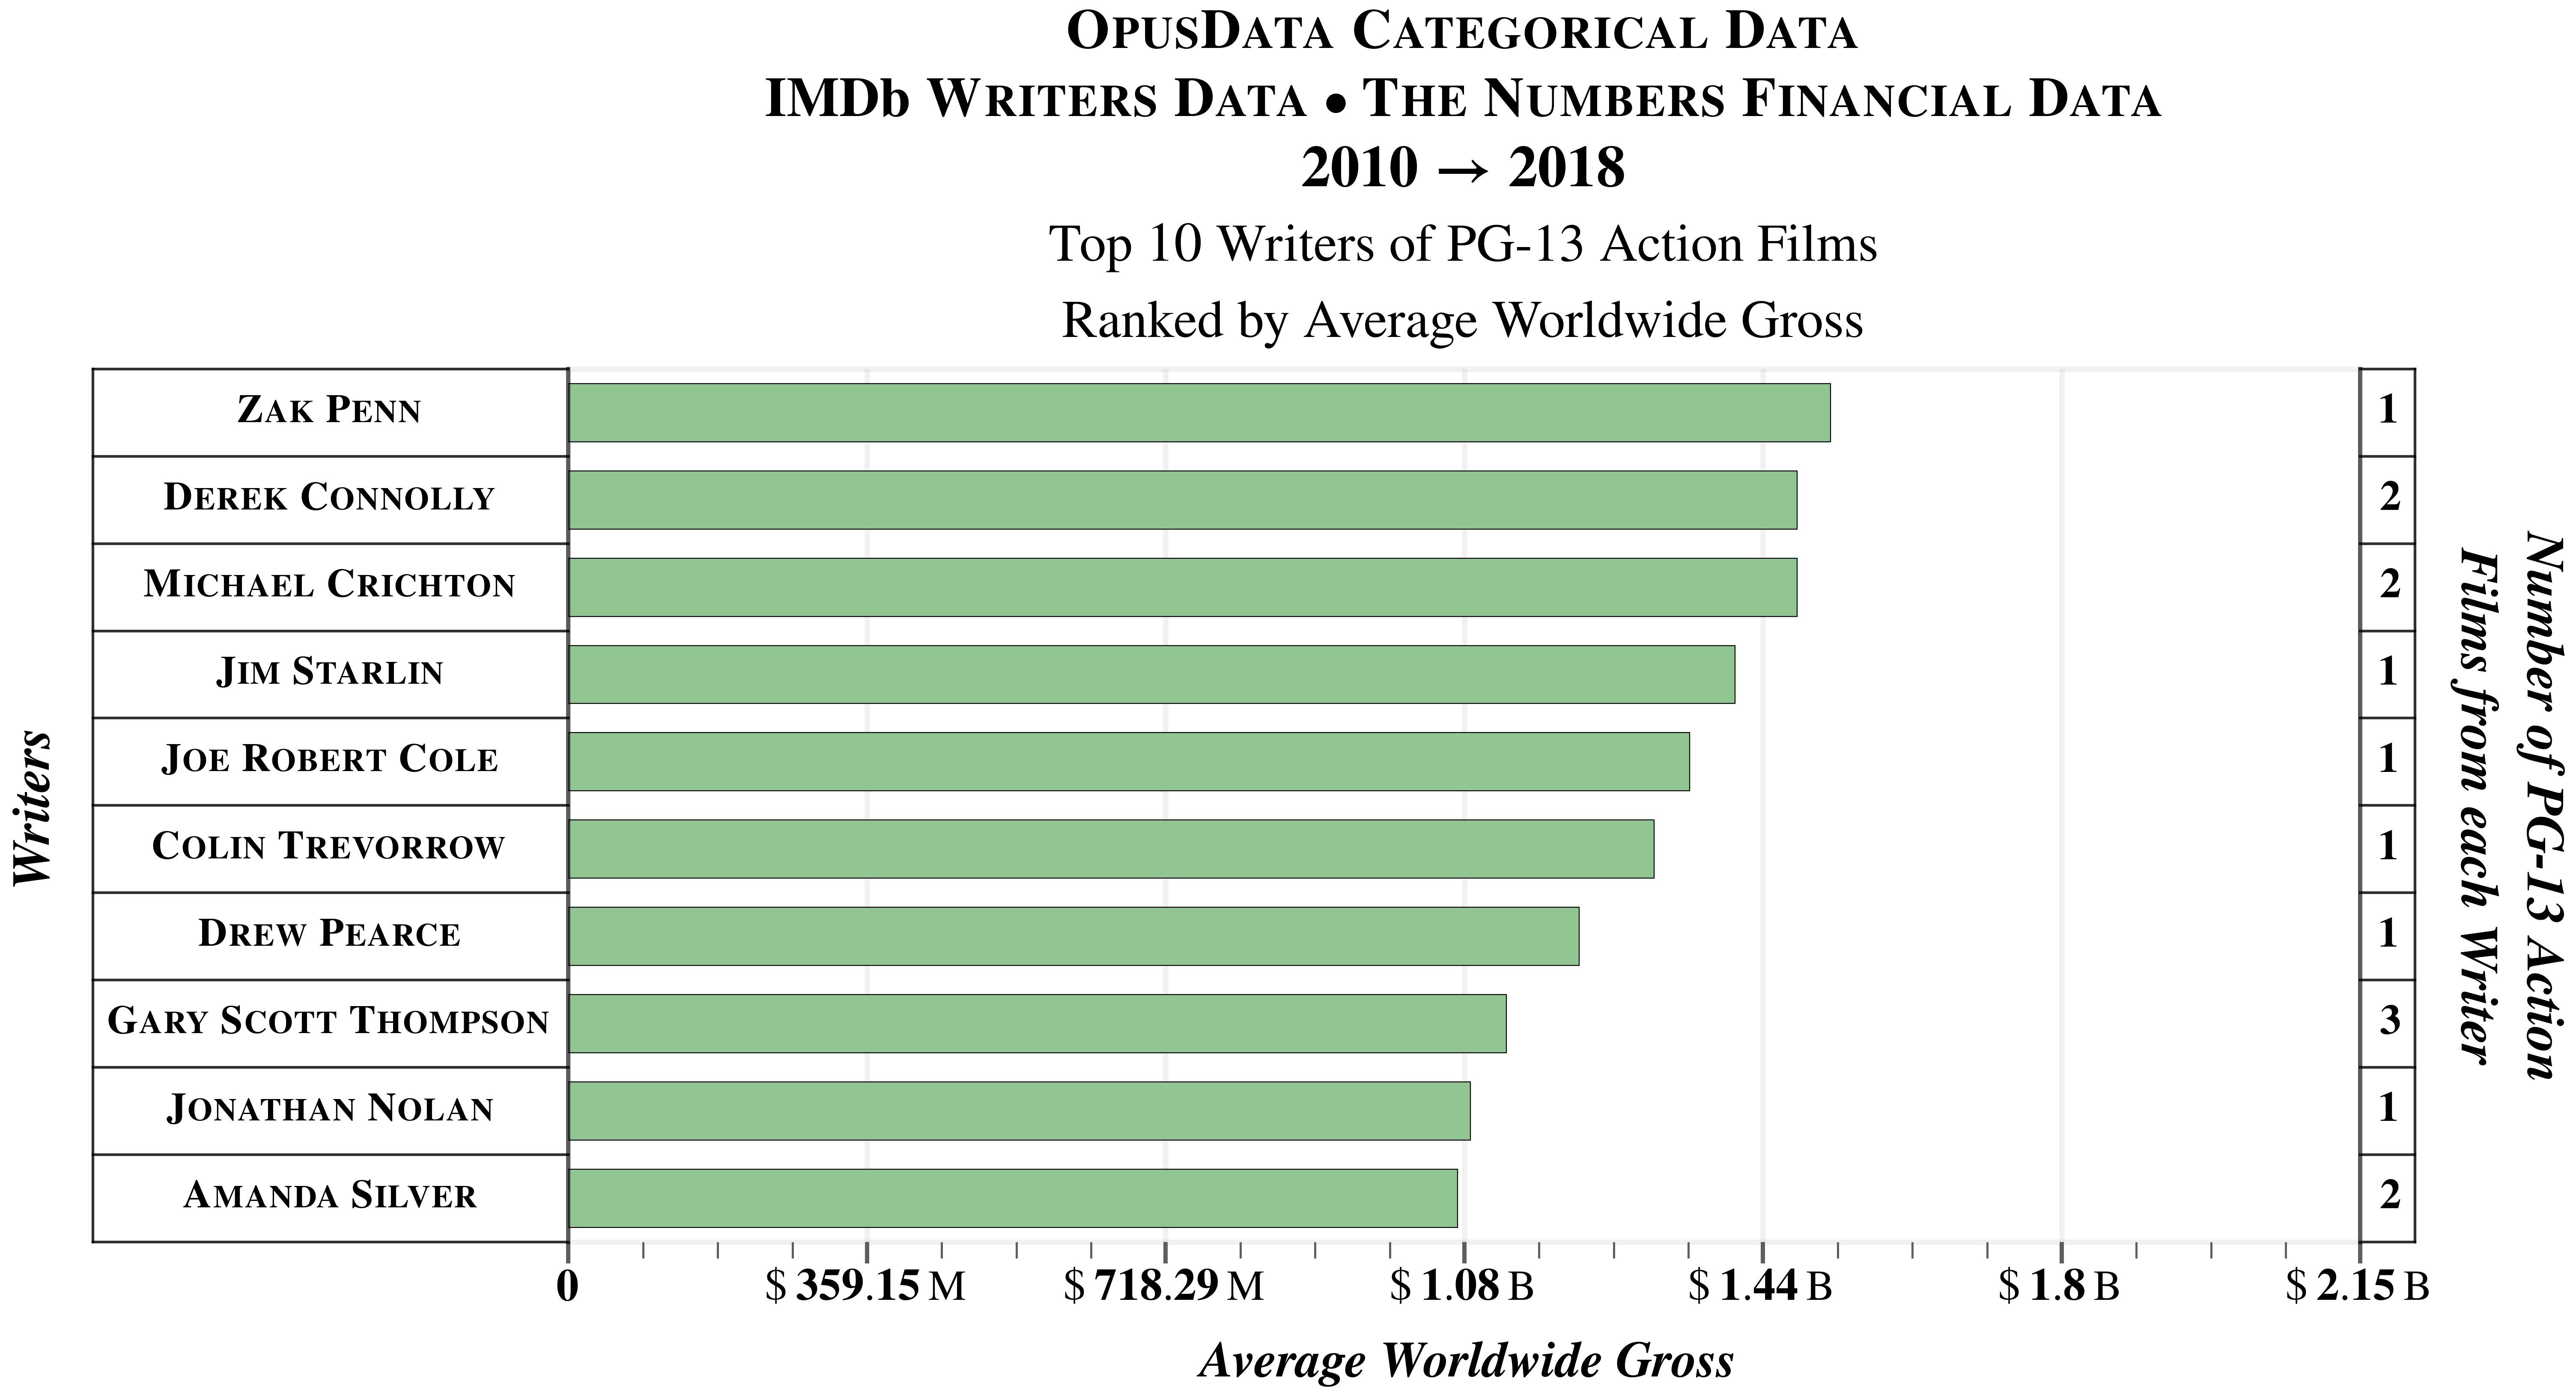 OpusData Categorical Data
IMDb Writers Data • The Numbers Financial Data
2010 → 2018
Top 10 Writers of PG-13 Action Films
Ranked by Average Worldwide Gross
Writers
Zak Penn 1
Derek Connolly 2
Michael Crichton 2
Jim Starlin 1
Joe Robert Cole 1
Colin Trevorrow 1
Drew Pearce 1
Gary Scott Thompson 3
Jonathan Nolan 1
Amanda Silver 2
Number of PG-13 Action
Films from each Writer
0 $ 359.15 M $ 718.29 M $ 1.08 B $ 1.44 B $ 1.8 B $ 2.15 B
Average Worldwide Gross